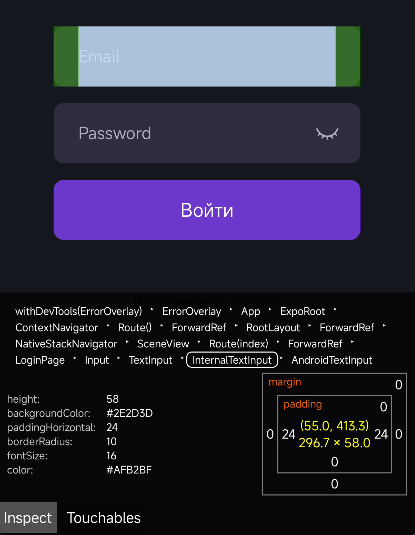 Email
Password
Войти
withDevTools(ErrorOverlay) ‣ ErrorOverlay ‣ App ‣ ExpoRoot ‣
ContextNavigator ‣ Route() ‣ ForwardRef ‣ RootLayout ‣ ForwardRef ‣
NativeStackNavigator ‣ SceneView ‣ Route(index) ‣ ForwardRef ‣
LoginPage ‣ Input ‣ TextInput ‣ InternalTextInput ‣ AndroidTextInput
height: 58
backgroundColor: #2E2D3D
paddingHorizontal: 24
borderRadius: 10
fontSize: 16
color: #AFB2BF
margin 0
padding 0
0 24 (55.0, 413.3) 24 0
296.7 × 58.0
0
0
Inspect Touchables